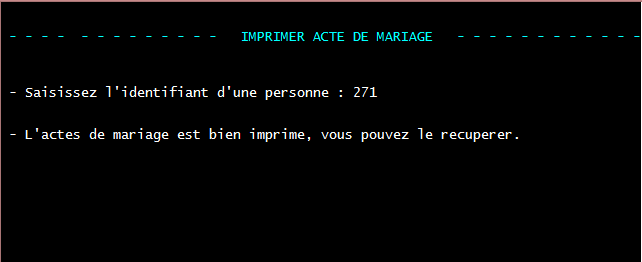 - - - -  - - - - - - - - -   IMPRIMER ACTE DE MARIAGE   - - - - - - - - - - - -
- Saisissez l'identifiant d'une personne : 271
- L'actes de mariage est bien imprime, vous pouvez le recuperer.